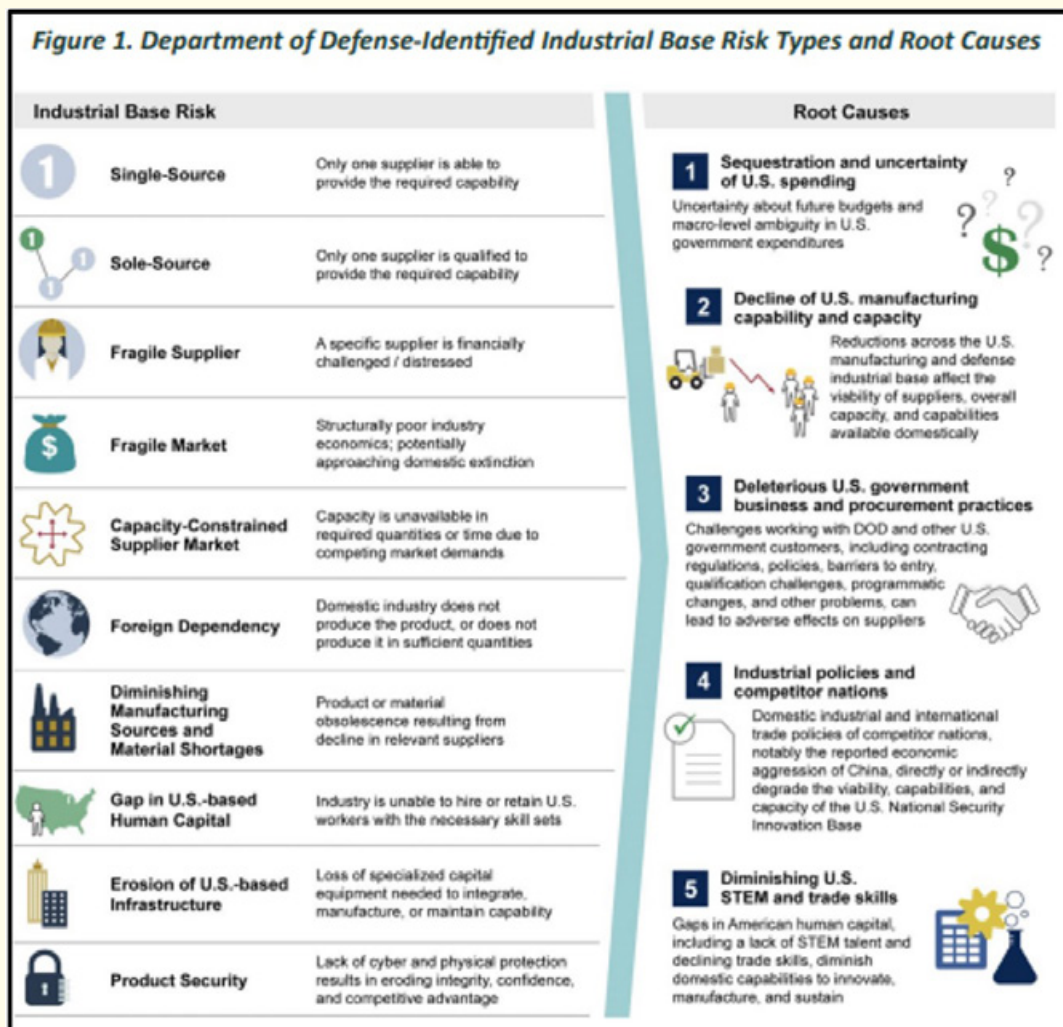 Figure 1. Department of Defense-Identified Industrial Base Risk Types and Root Causes
Industrial Base Risk
1
Single-Source
Only one supplier is able to
provide the required capability
1
1
1
Sole-Source
Only one supplier is qualified to
provide the required capability
Fragile Supplier
A specific supplier is financially
challenged / distressed
$
Fragile Market
Structurally poor industry
economics; potentially
approaching domestic extinction
Capacity-Constrained
Supplier Market
Capacity is unavailable in
required quantities or time due to
competing market demands
Foreign Dependency
Domestic industry does not
produce the product, or does not
produce it in sufficient quantities
Diminishing
Manufacturing
Sources and
Material Shortages
Product or material
obsolescence resulting from
decline in relevant suppliers
Gap in U.S.-based
Human Capital
Industry is unable to hire or retain U.S.
workers with the necessary skill sets
Erosion of U.S.-based
Infrastructure
Loss of specialized capital
equipment needed to integrate,
manufacture, or maintain capability
1
Product Security
Lack of cyber and physical protection
results in eroding integrity, confidence,
and competitive advantage
Root Causes
1
Sequestration and uncertainty
of U.S. spending
Uncertainty about future budgets and
macro-level ambiguity in U.S.
government expenditures
? ? ? ? ? ?
$
2
Decline of U.S. manufacturing
capability and capacity
Reductions across the U.S.
manufacturing and defense
industrial base affect the
viability of suppliers, overall
capacity, and capabilities
available domestically
3
Deleterious U.S. government
business and procurement practices
Challenges working with DOD and other U.S.
government customers, including contracting
regulations, policies, barriers to entry,
qualification challenges, programmatic
changes, and other problems, can
lead to adverse effects on suppliers
4
Industrial policies and
competitor nations
Domestic industrial and international
trade policies of competitor nations,
notably the reported economic
aggression of China, directly or indirectly
degrade the viability, capabilities, and
capacity of the U.S. National Security
Innovation Base
5
Diminishing U.S.
STEM and trade skills
Gaps in American human capital,
including a lack of STEM talent and
declining trade skills, diminish
domestic capabilities to innovate,
manufacture, and sustain